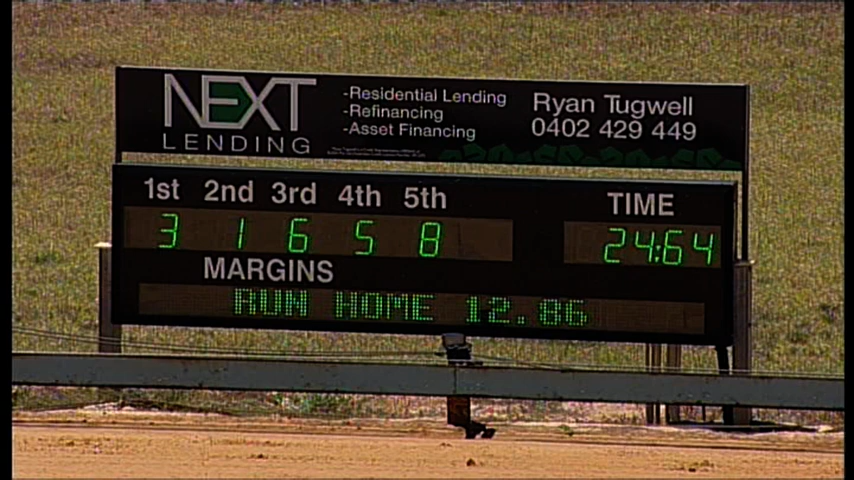 NEXT
LENDING
-Residential Lending
-Refinancing
-Asset Financing
Ryan Tugwell
0402 429 449
1st 2nd 3rd 4th 5th TIME
3 1 6 5 8 24:64
MARGINS
RUN HOME 12.86